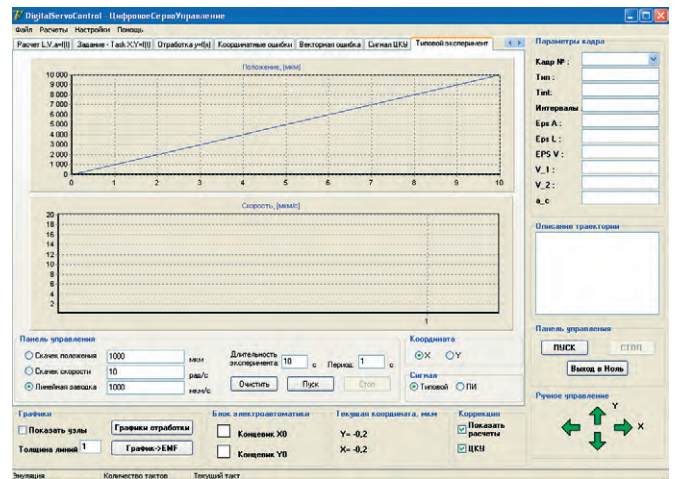 DigitalServoControl - ЦифровоеСервоУправление
Файл Расчеты Настройки Помощь
Расчет L,V,a=f(t) Задание - Task X,Y=f(t) Отработка y=f(x) Координатные ошибки Векторная ошибка Сигнал ЦКУ Типовой эксперимент
Положение, [мкм]
10 000
9 000
8 000
7 000
6 000
5 000
4 000
3 000
2 000
1 000
0
0 1 2 3 4 5 6 7 8 9 10
Скорость, [мкм/с]
20
18
16
14
12
10
8
6
4
2
1
Панель управления
Скачек положения 1000 мкм
Скачек скорости 10 рад/с
Линейная заводка 1000 мкм/с
Длительность эксперимента: 10 с Период: 1 с
Очистить Пуск Стоп
Координата
X Y
Сигнал
Типовой ПИ
Графики
Показать узлы
Толщина линия 1
Графики отработки
График->EMF
Блок электроавтоматики
Концевик X0
Концевик Y0
Текущая координата, мкм
Y= -0,2
X= -0,2
Коррекция
Показать расчеты
ЦКУ
Эмуляция Количество тактов Текущий такт
Параметры кадра
Кадр № :
Тип :
Tint:
Интервалы :
Eps A :
Eps L :
EPS V :
V_1 :
V_2 :
a_c
Описание траектории
Панель управления
ПУСК СТОП
Выход в Ноль
Ручное управление
Y
X